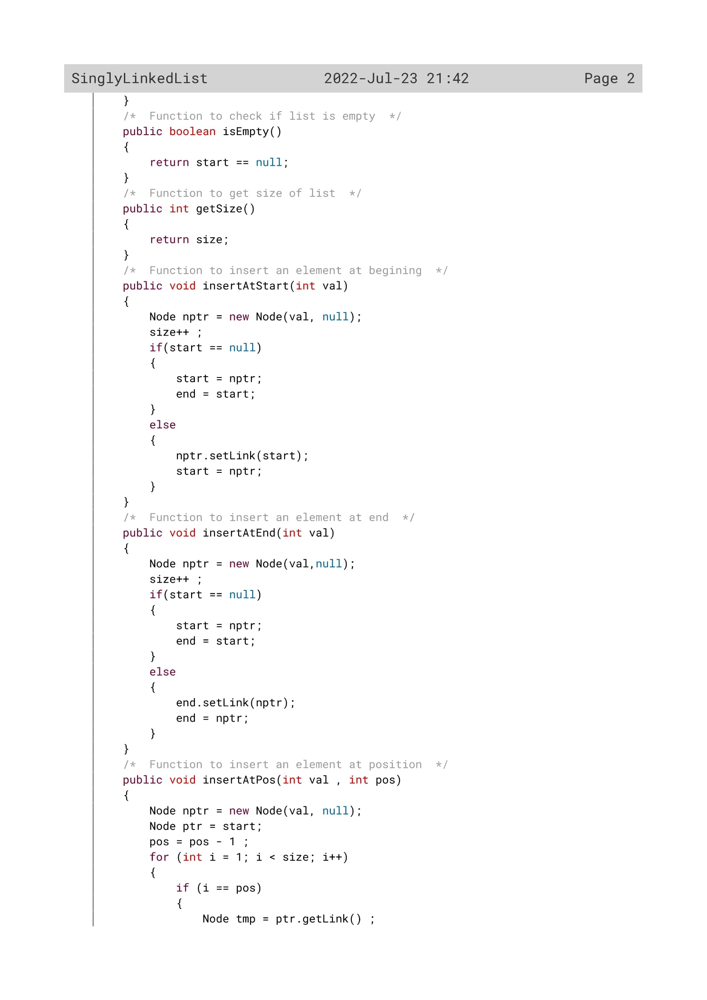 SinglyLinkedList 2022-Jul-23 21:42 Page 2
    }
    /*  Function to check if list is empty  */
    public boolean isEmpty()
    {
        return start == null;
    }
    /*  Function to get size of list  */
    public int getSize()
    {
        return size;
    }
    /*  Function to insert an element at begining  */
    public void insertAtStart(int val)
    {
        Node nptr = new Node(val, null);
        size++ ;
        if(start == null)
        {
            start = nptr;
            end = start;
        }
        else
        {
            nptr.setLink(start);
            start = nptr;
        }
    }
    /*  Function to insert an element at end  */
    public void insertAtEnd(int val)
    {
        Node nptr = new Node(val,null);
        size++ ;
        if(start == null)
        {
            start = nptr;
            end = start;
        }
        else
        {
            end.setLink(nptr);
            end = nptr;
        }
    }
    /*  Function to insert an element at position  */
    public void insertAtPos(int val , int pos)
    {
        Node nptr = new Node(val, null);
        Node ptr = start;
        pos = pos - 1 ;
        for (int i = 1; i < size; i++)
        {
            if (i == pos)
            {
                Node tmp = ptr.getLink() ;